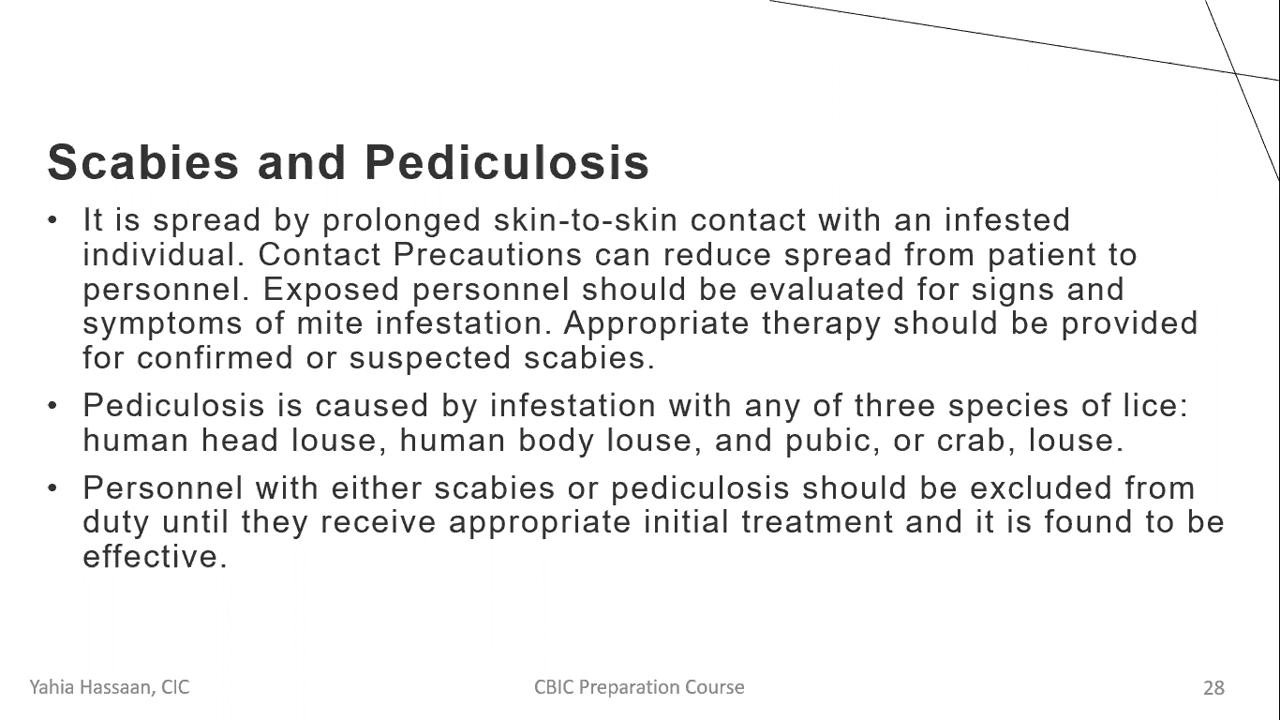 Scabies and Pediculosis
• It is spread by prolonged skin-to-skin contact with an infested
individual. Contact Precautions can reduce spread from patient to
personnel. Exposed personnel should be evaluated for signs and
symptoms of mite infestation. Appropriate therapy should be provided
for confirmed or suspected scabies.
• Pediculosis is caused by infestation with any of three species of lice:
human head louse, human body louse, and pubic, or crab, louse.
• Personnel with either scabies or pediculosis should be excluded from
duty until they receive appropriate initial treatment and it is found to be
effective.
Yahia Hassaan, CIC
CBIC Preparation Course
28